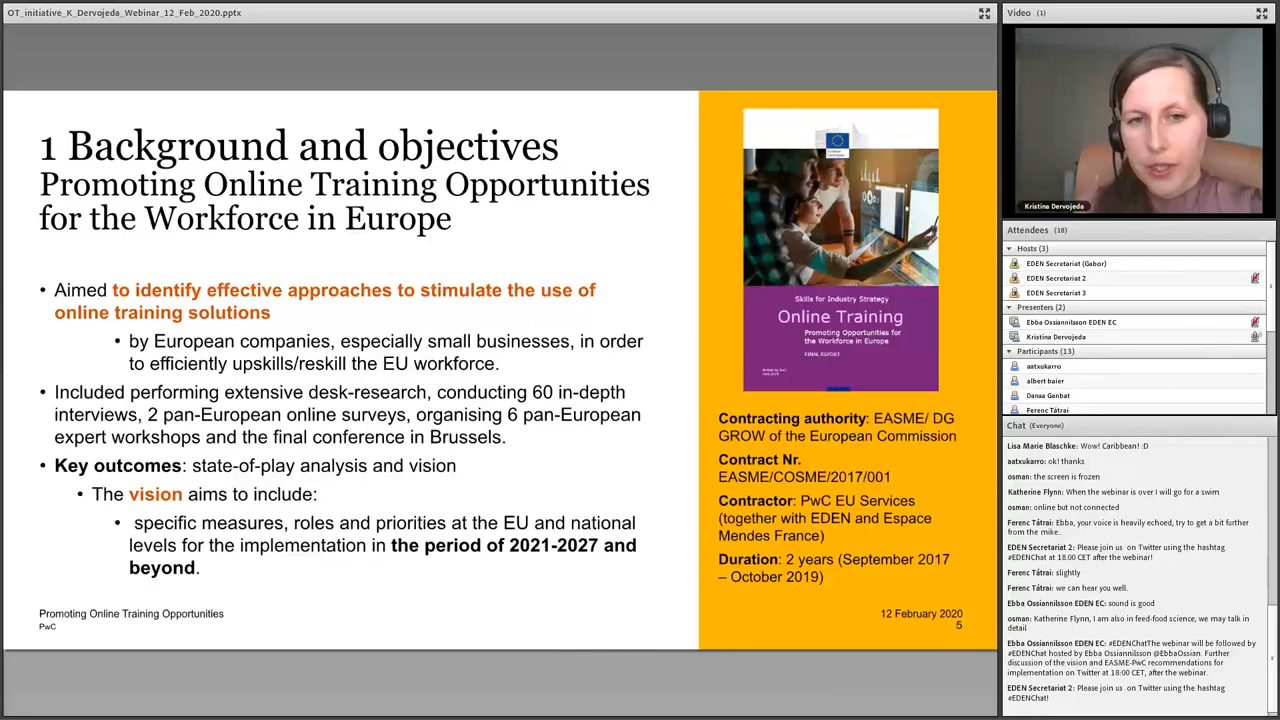 OT_initiative_K_Dervojeda_Webinar_12_Feb_2020.pptx
1 Background and objectives
Promoting Online Training Opportunities
for the Workforce in Europe
• Aimed to identify effective approaches to stimulate the use of
online training solutions
• by European companies, especially small businesses, in order
to efficiently upskills/reskill the EU workforce.
• Included performing extensive desk-research, conducting 60 in-depth
interviews, 2 pan-European online surveys, organising 6 pan-European
expert workshops and the final conference in Brussels.
• Key outcomes: state-of-play analysis and vision
• The vision aims to include:
• specific measures, roles and priorities at the EU and national
levels for the implementation in the period of 2021-2027 and
beyond.
Promoting Online Training Opportunities
PwC
Skills for Industry Strategy
Online Training
Promoting Opportunities for
the Workforce in Europe
FINAL REPORT
Contracting authority: EASME/ DG
GROW of the European Commission
Contract Nr.
EASME/COSME/2017/001
Contractor: PwC EU Services
(together with EDEN and Espace
Mendes France)
Duration: 2 years (September 2017
– October 2019)
12 February 2020
5
Video (1)
Kristina Dervojeda
Attendees (18)
Hosts (3)
EDEN Secretariat (Gabor)
EDEN Secretariat 2
EDEN Secretariat 3
Presenters (2)
Ebba Ossiannilsson EDEN EC
Kristina Dervojeda
Participants (13)
aatxukarro
albert baier
Danaa Ganbat
Ferenc Tátrai
Chat (Everyone)
Lisa Marie Blaschke: Wow! Caribbean! :D
aatxukarro: ok! thanks
osman: the screen is frozen
Katherine Flynn: When the webinar is over I will go for a swim
osman: online but not connected
Ferenc Tátrai: Ebba, your voice is heavily echoed, try to get a bit further
from the mike..
EDEN Secretariat 2: Please join us on Twitter using the hashtag
#EDENChat at 18.00 CET after the webinar!
Ferenc Tátrai: slightly
Ferenc Tátrai: we can hear you well.
Ebba Ossiannilsson EDEN EC: sound is good
osman: Katherine Flynn, I am also in feed-food science, we may talk in
detail
Ebba Ossiannilsson EDEN EC: #EDENChatThe webinar will be followed by
#EDENChat hosted by Ebba Ossiannilsson @EbbaOssian. Further
discussion of the vision and EASME-PwC recommendations for
implementation on Twitter at 18:00 CET, after the webinar.
EDEN Secretariat 2: Please join us on Twitter using the hashtag
#EDENChat!